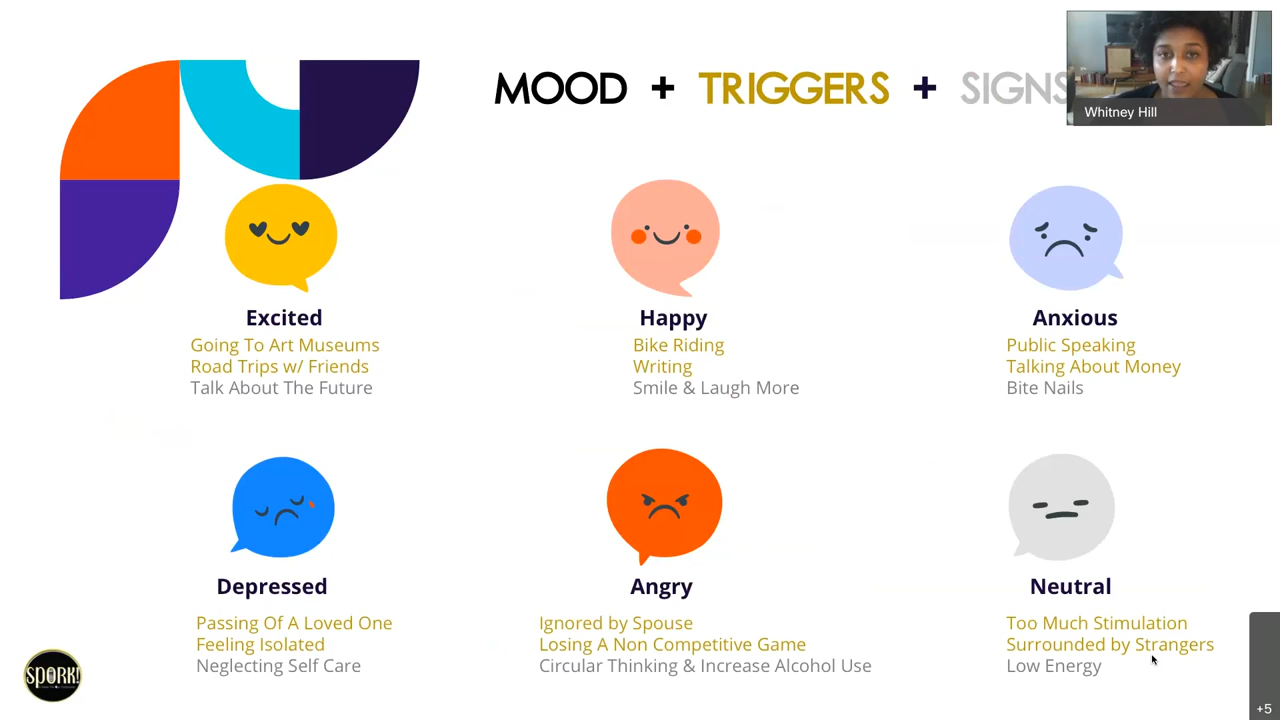 MOOD + TRIGGERS + SIGNS
Whitney Hill
Excited
Going To Art Museums
Road Trips w/ Friends
Talk About The Future
Happy
Bike Riding
Writing
Smile & Laugh More
Anxious
Public Speaking
Talking About Money
Bite Nails
Depressed
Passing Of A Loved One
Feeling Isolated
Neglecting Self Care
Angry
Ignored by Spouse
Losing A Non Competitive Game
Circular Thinking & Increase Alcohol Use
Neutral
Too Much Stimulation
Surrounded by Strangers
Low Energy
SPORK!
+5